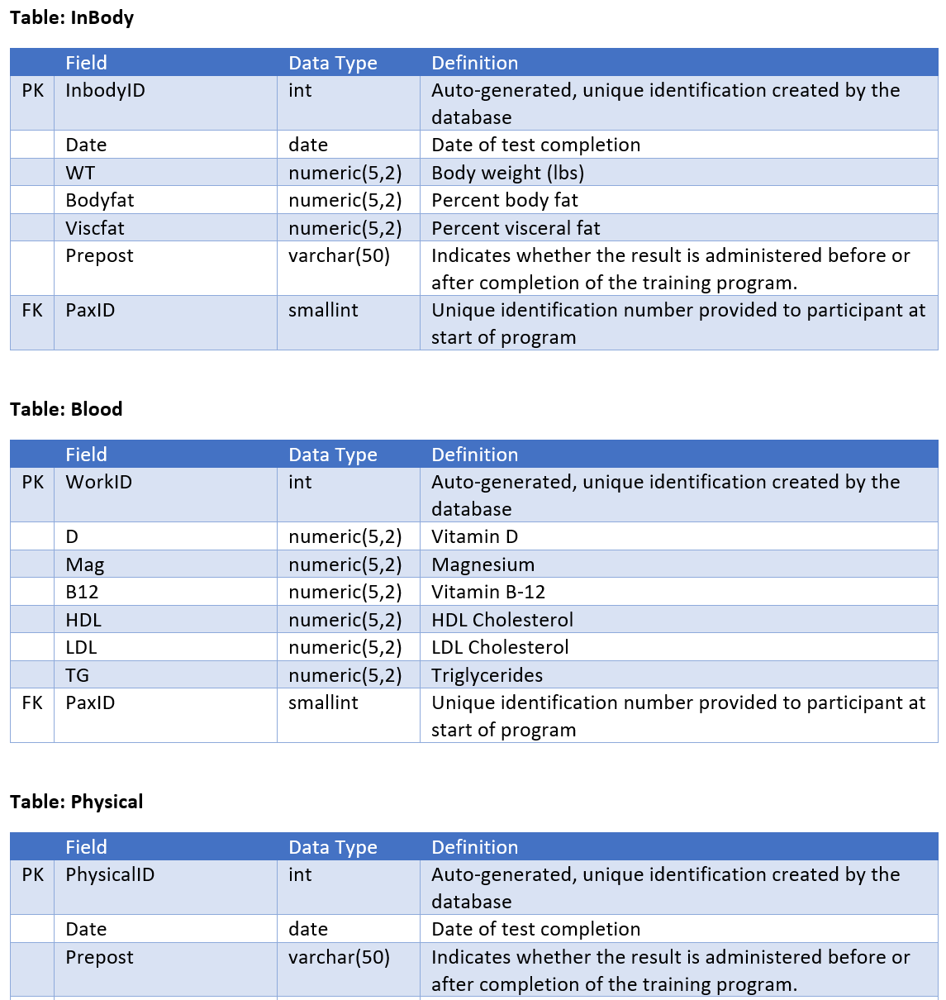 Table: InBody
Field Data Type Definition
PK InbodyID int Auto-generated, unique identification created by the
database
Date date Date of test completion
WT numeric(5,2) Body weight (lbs)
Bodyfat numeric(5,2) Percent body fat
Viscfat numeric(5,2) Percent visceral fat
Prepost varchar(50) Indicates whether the result is administered before or
after completion of the training program.
FK PaxID smallint Unique identification number provided to participant at
start of program
Table: Blood
Field Data Type Definition
PK WorkID int Auto-generated, unique identification created by the
database
D numeric(5,2) Vitamin D
Mag numeric(5,2) Magnesium
B12 numeric(5,2) Vitamin B-12
HDL numeric(5,2) HDL Cholesterol
LDL numeric(5,2) LDL Cholesterol
TG numeric(5,2) Triglycerides
FK PaxID smallint Unique identification number provided to participant at
start of program
Table: Physical
Field Data Type Definition
PK PhysicalID int Auto-generated, unique identification created by the
database
Date date Date of test completion
Prepost varchar(50) Indicates whether the result is administered before or
after completion of the training program.